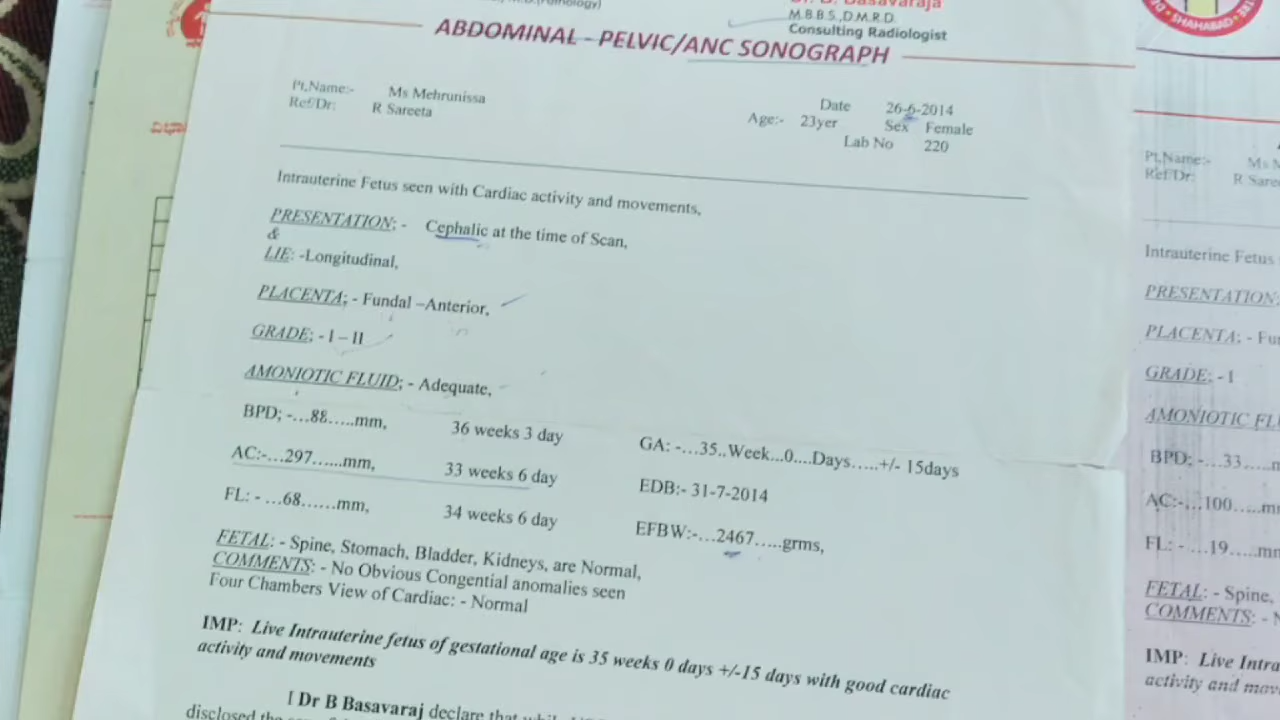 Basavaraja
M.B.B.S.,D.M.R.D.
Consulting Radiologist
ABDOMINAL - PELVIC/ANC SONOGRAPH
Pt.Name:- Ms Mehrunissa
Ref/Dr: R Sareeta
Date 26-6-2014
Age:- 23yer Sex Female
Lab No 220
Intrauterine Fetus seen with Cardiac activity and movements,
PRESENTATION; - Cephalic at the time of Scan,
&
LIE: -Longitudinal,
PLACENTA; - Fundal –Anterior,
GRADE; - I – II
AMONIOTIC FLUID; - Adequate,
BPD; -...88.....mm, 36 weeks 3 day GA: -...35..Week...0....Days.....+/- 15days
AC:-...297......mm, 33 weeks 6 day EDB:- 31-7-2014
FL: - ...68......mm, 34 weeks 6 day EFBW:-...2467.....grms,
FETAL: - Spine, Stomach, Bladder, Kidneys, are Normal,
COMMENTS: - No Obvious Congential anomalies seen
Four Chambers View of Cardiac: - Normal
IMP: Live Intrauterine fetus of gestational age is 35 weeks 0 days +/-15 days with good cardiac
activity and movements
I Dr B Basavaraj declare that
disclosed the
SHAHABAD
Pt.Name:- Ms
Ref/Dr: R
Intrauterine Fetus
PRESENTATION
PLACENTA; -
GRADE; -I
AMONIOTIC
BPD; -...33.....
AC:-...100.....
FL: - ...19.....
FETAL: - Spine,
COMMENTS: -
IMP: Live
activity and